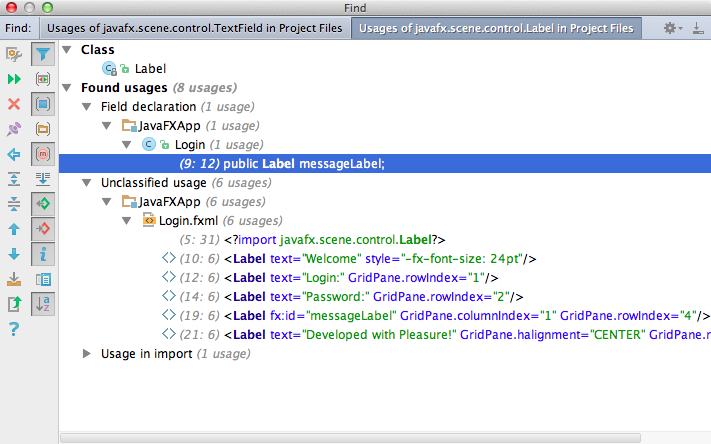 Find
Find: Usages of javafx.scene.control.TextField in Project Files Usages of javafx.scene.control.Label in Project Files
Class
Label
Found usages (8 usages)
Field declaration (1 usage)
JavaFXApp (1 usage)
Login (1 usage)
(9: 12) public Label messageLabel;
Unclassified usage (6 usages)
JavaFXApp (6 usages)
Login.fxml (6 usages)
(5: 31) <?import javafx.scene.control.Label?>
(10: 6) <Label text="Welcome" style="-fx-font-size: 24pt"/>
(12: 6) <Label text="Login:" GridPane.rowIndex="1"/>
(14: 6) <Label text="Password:" GridPane.rowIndex="2"/>
(19: 6) <Label fx:id="messageLabel" GridPane.columnIndex="1" GridPane.rowIndex="4"/>
(21: 6) <Label text="Developed with Pleasure!" GridPane.halignment="CENTER" GridPane.r
Usage in import (1 usage)